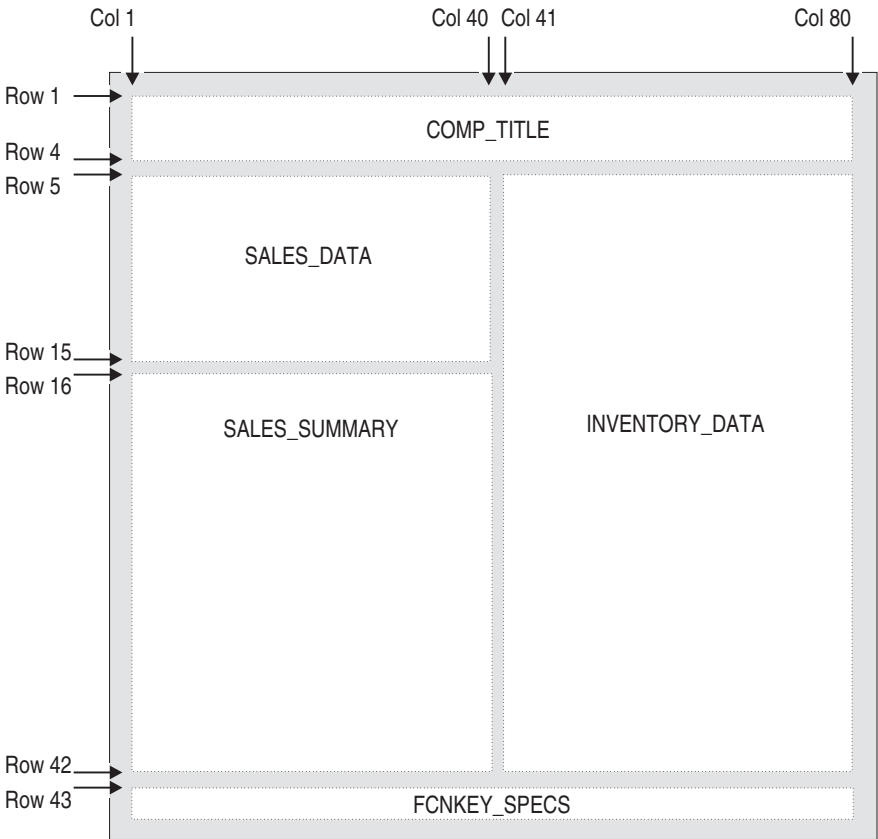 Col 1
Col 40
Col 41
Col 80
Row 1
COMP_TITLE
Row 4
Row 5
SALES_DATA
Row 15
Row 16
SALES_SUMMARY
INVENTORY_DATA
Row 42
Row 43
FCNKEY_SPECS